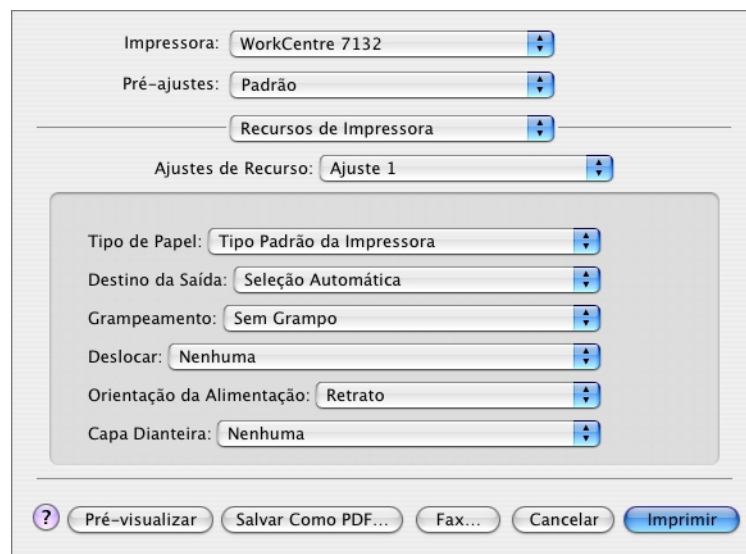 Impressora: WorkCentre 7132
Pré-ajustes: Padrão
Recursos de Impressora
Ajustes de Recurso: Ajuste 1
Tipo de Papel: Tipo Padrão da Impressora
Destino da Saída: Seleção Automática
Grampeamento: Sem Grampo
Deslocar: Nenhuma
Orientação da Alimentação: Retrato
Capa Dianteira: Nenhuma
? Pré-visualizar Salvar Como PDF... Fax... Cancelar Imprimir